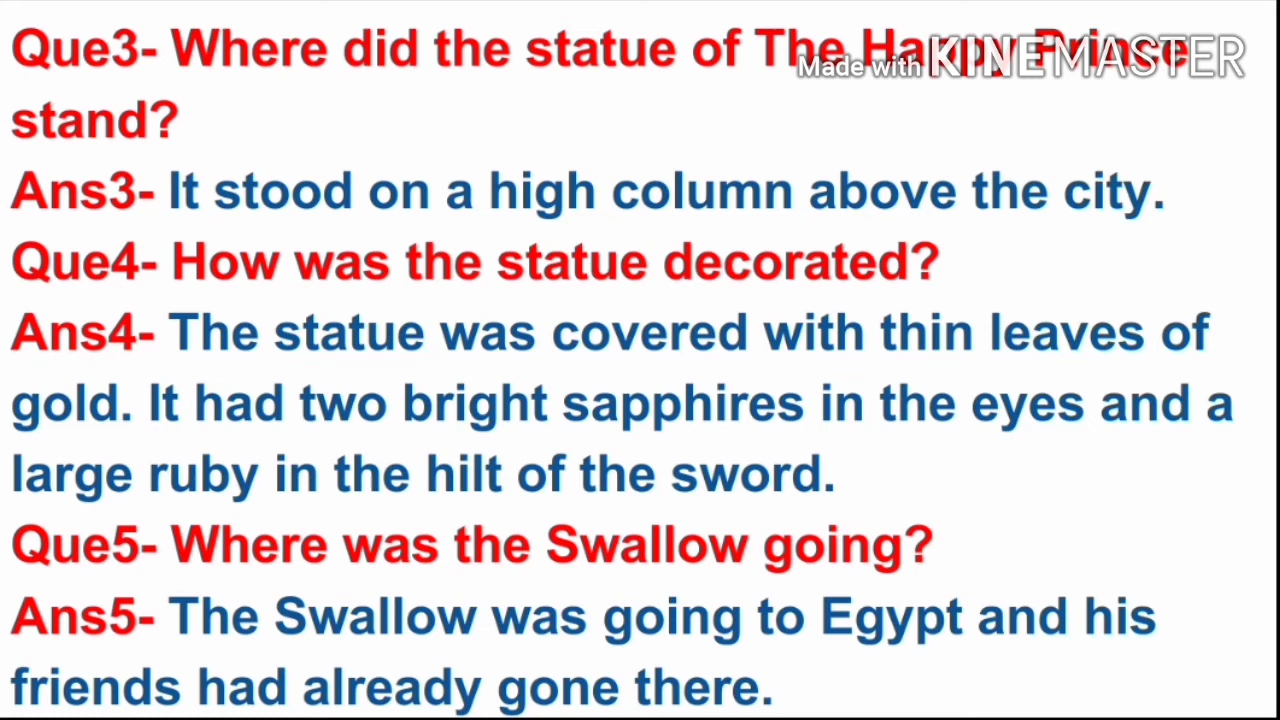 Que3- Where did the statue of The Happy Prince
Made with KINEMASTER
stand?
Ans3- It stood on a high column above the city.
Que4- How was the statue decorated?
Ans4- The statue was covered with thin leaves of
gold. It had two bright sapphires in the eyes and a
large ruby in the hilt of the sword.
Que5- Where was the Swallow going?
Ans5- The Swallow was going to Egypt and his
friends had already gone there.